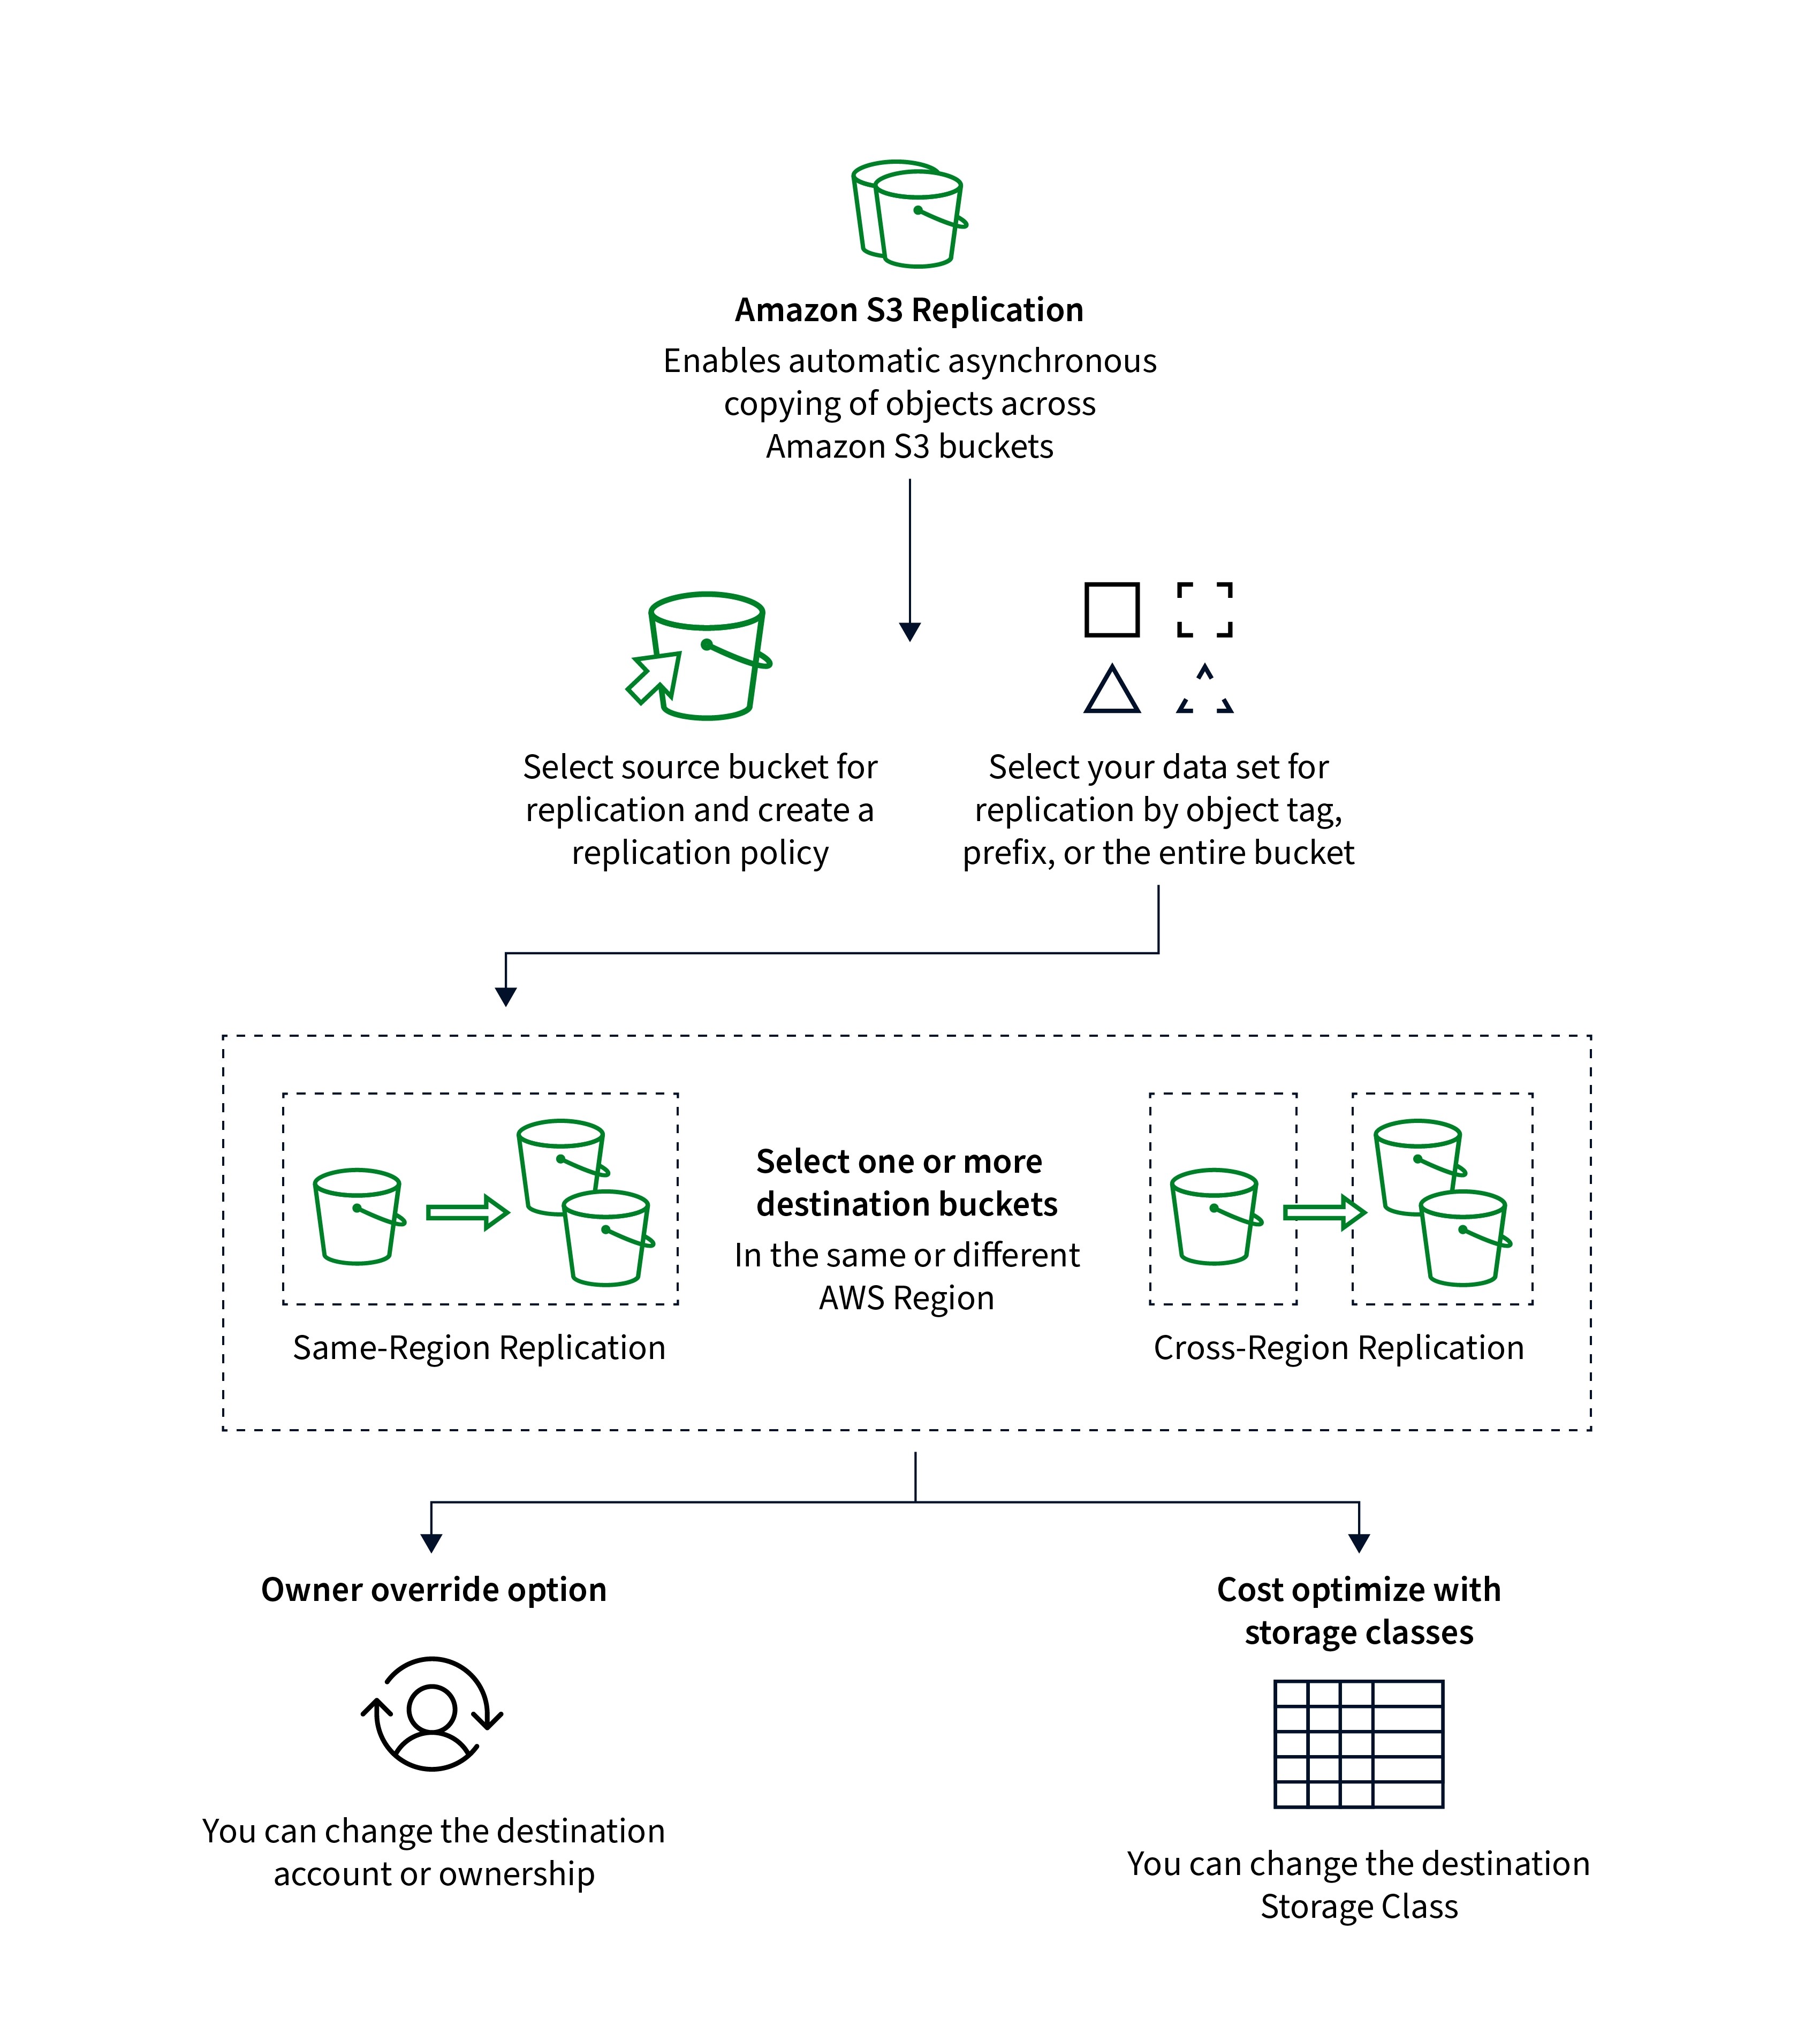 Amazon S3 Replication
Enables automatic asynchronous
copying of objects across
Amazon S3 buckets
Select source bucket for
replication and create a
replication policy
Select your data set for
replication by object tag,
prefix, or the entire bucket
Same-Region Replication
Select one or more
destination buckets
In the same or different
AWS Region
Cross-Region Replication
Owner override option
You can change the destination
account or ownership
Cost optimize with
storage classes
You can change the destination
Storage Class